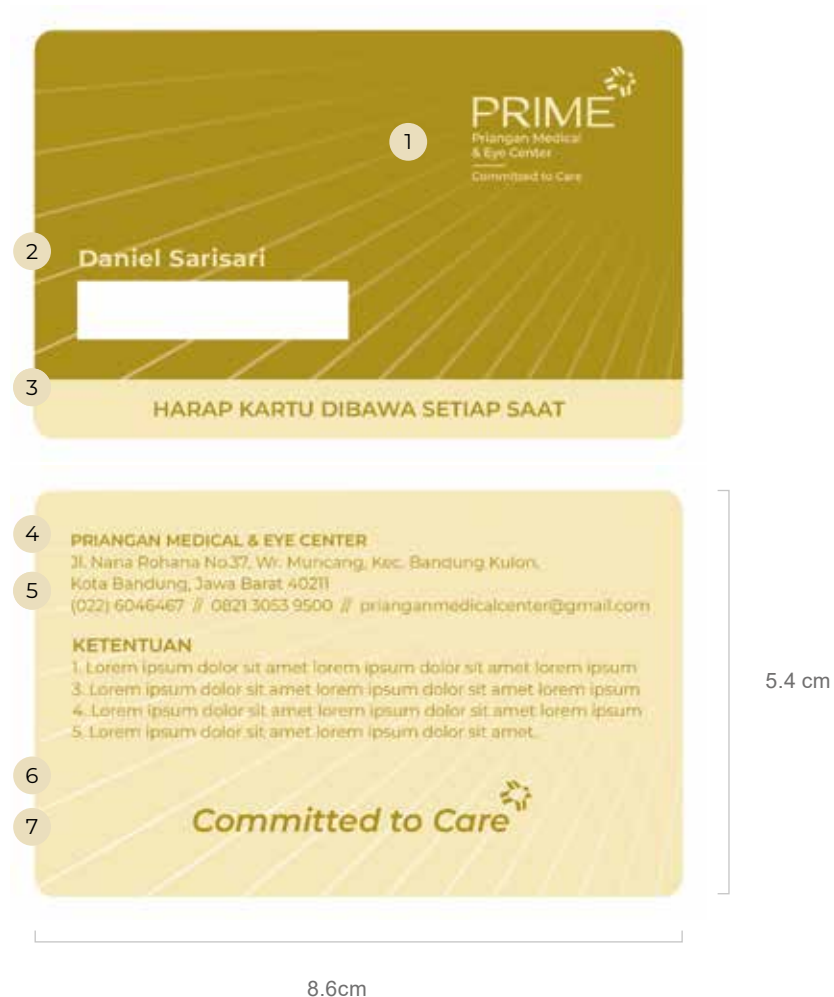 PRIME
Priangan Medical
& Eye Center
Committed to Care
1
2
Daniel Sarisari
3
HARAP KARTU DIBAWA SETIAP SAAT
4
PRIANGAN MEDICAL & EYE CENTER
Jl. Nana Rohana No.37, Wr. Muncang, Kec. Bandung Kulon,
5
Kota Bandung, Jawa Barat 40211
(022) 6046467 // 0821 3053 9500 // prianganmedicalcenter@gmail.com
KETENTUAN
1. Lorem ipsum dolor sit amet lorem ipsum dolor sit amet lorem ipsum
3. Lorem ipsum dolor sit amet lorem ipsum dolor sit amet lorem ipsum
4. Lorem ipsum dolor sit amet lorem ipsum dolor sit amet lorem ipsum
5. Lorem ipsum dolor sit amet lorem ipsum dolor sit amet.
5.4 cm
6
7
Committed to Care
8.6cm